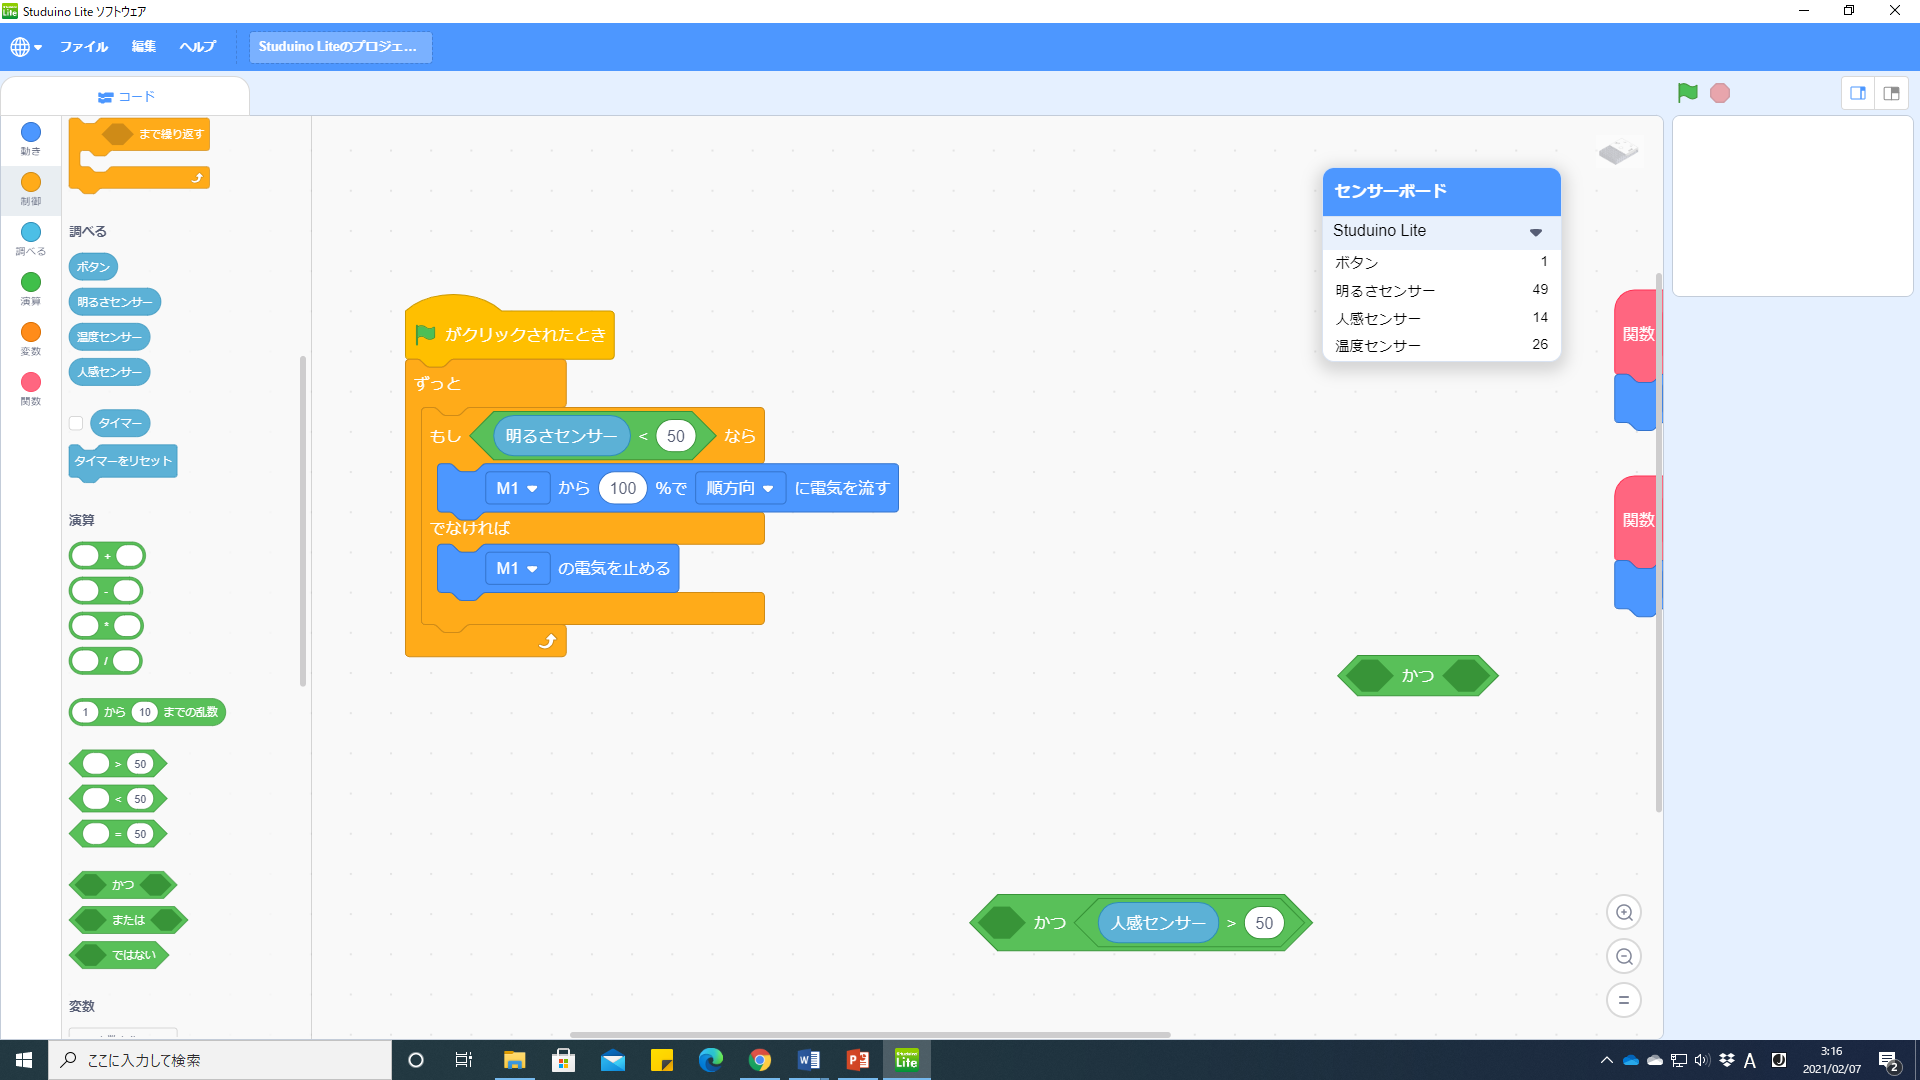 Studuino Lite ソフトウェア
ファイル 編集 ヘルプ Studuino Liteのプロジェ...
コード
動き
制御
調べる
演算
変数
関数
まで繰り返す
調べる
ボタン
明るさセンサー
温度センサー
人感センサー
タイマー
タイマーをリセット
演算
+
-
*
/
1 から 10 までの乱数
> 50
< 50
= 50
かつ
または
ではない
変数
がクリックされたとき
ずっと
もし 明るさセンサー < 50 なら
M1 から 100 %で 順方向 に電気を流す
でなければ
M1 の電気を止める
センサーボード
Studuino Lite
ボタン 1
明るさセンサー 49
人感センサー 14
温度センサー 26
関数
関数
かつ
かつ 人感センサー > 50
ここに入力して検索
Studuino Lite
A
3:16
2021/02/07
2